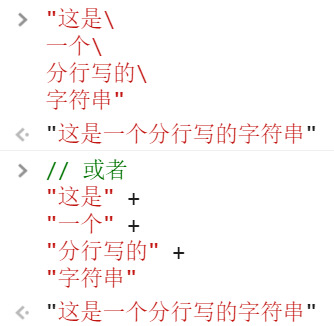 "这是\
一个\
分行写的\
字符串"
"这是一个分行写的字符串"
// 或者
"这是" +
"一个" +
"分行写的" +
"字符串"
"这是一个分行写的字符串"